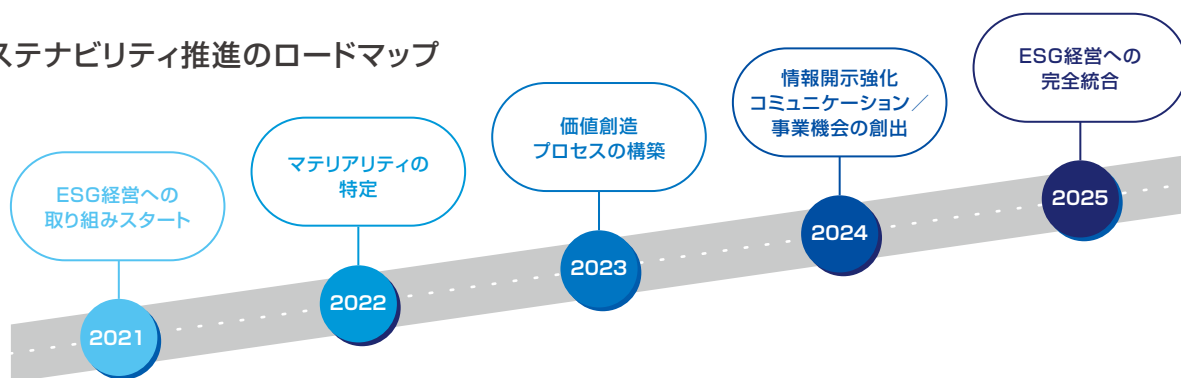 ステナビリティ推進のロードマップ
ESG経営への
取り組みスタート
2021
マテリアリティの
特定
2022
価値創造
プロセスの構築
2023
情報開示強化
コミュニケーション／
事業機会の創出
2024
ESG経営への
完全統合
2025